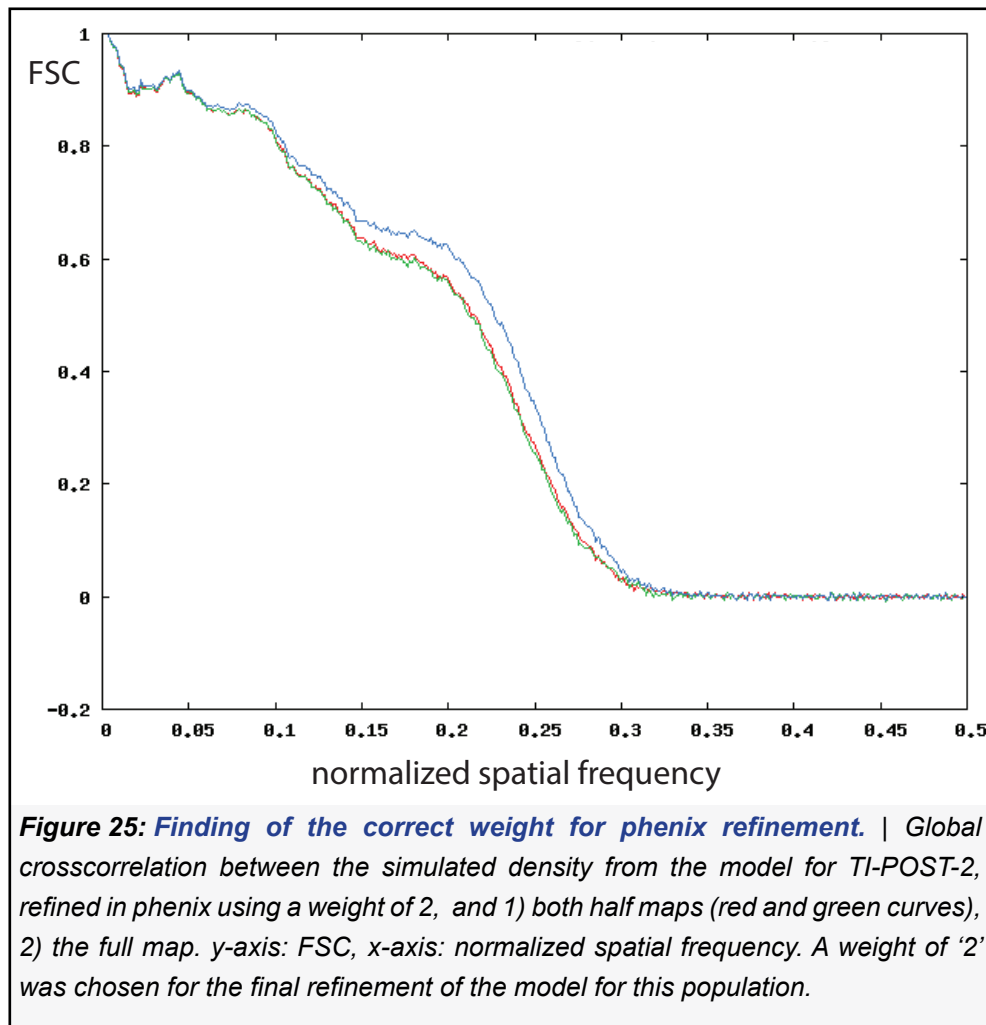 1
FSC
0.8
0.6
0.4
0.2
0
-0.2
0 0.05 0.1 0.15 0.2 0.25 0.3 0.35 0.4 0.45 0.5
normalized spatial frequency
Figure 25: Finding of the correct weight for phenix refinement. | Global
crosscorrelation between the simulated density from the model for TI-POST-2,
refined in phenix using a weight of 2, and 1) both half maps (red and green curves),
2) the full map. y-axis: FSC, x-axis: normalized spatial frequency. A weight of ‘2’
was chosen for the final refinement of the model for this population.